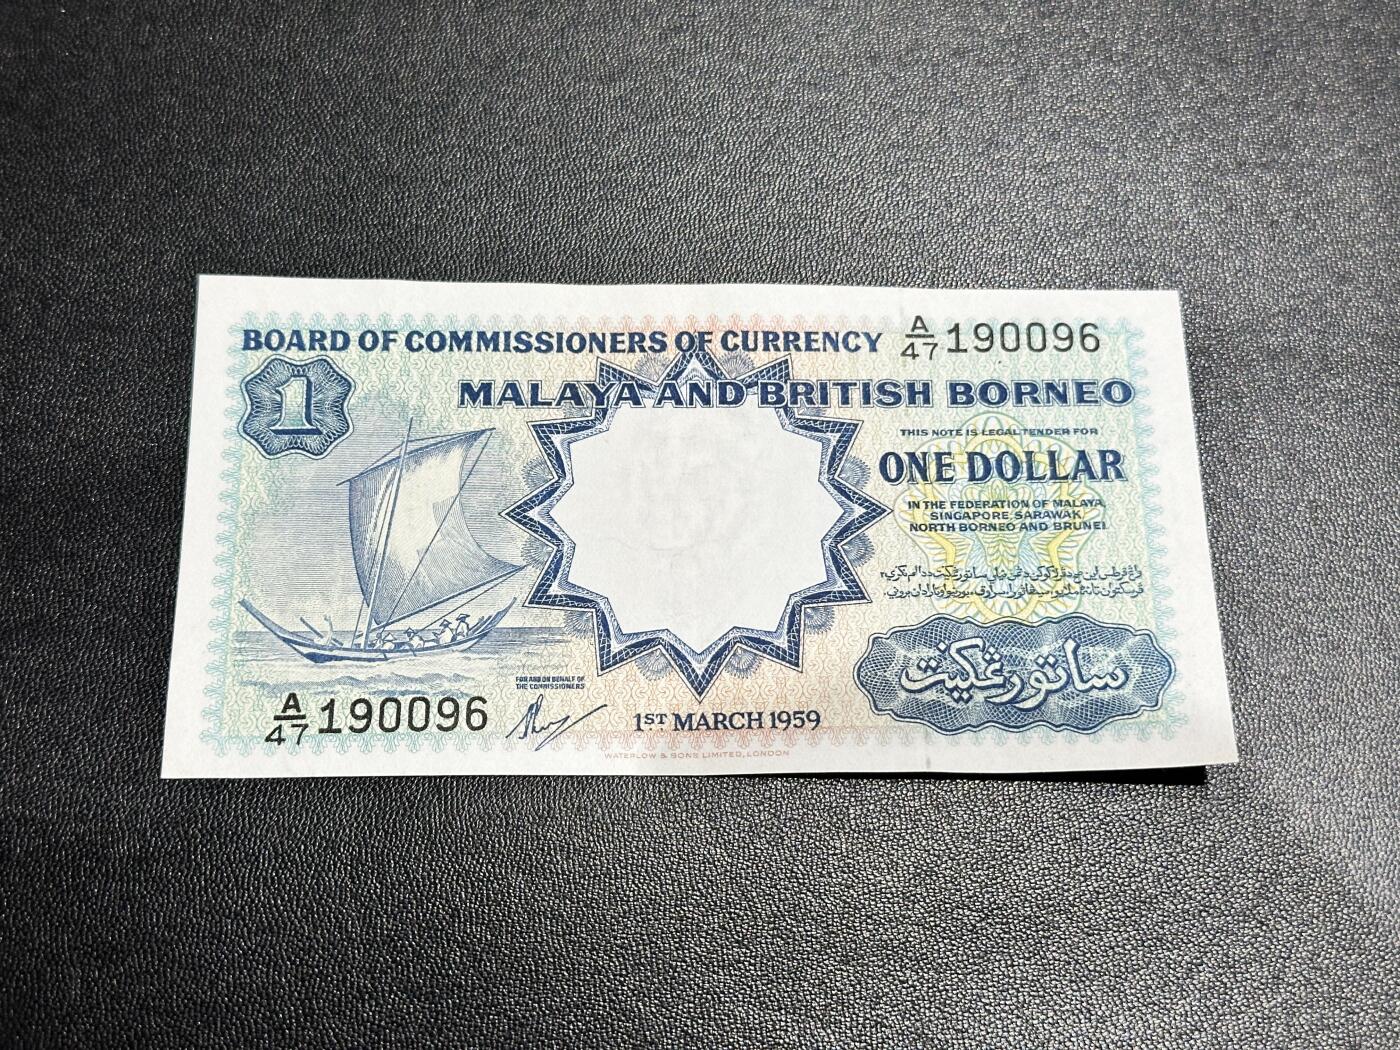 BOARD OF COMMISSIONERS OF CURRENCY
A/47 190096
1
MALAYA AND BRITISH BORNEO
THIS NOTE IS LEGAL TENDER FOR
ONE DOLLAR
IN THE FEDERATION OF MALAYA,
SINGAPORE, SARAWAK,
NORTH BORNEO AND BRUNEI.
ساتو رڠݢيت
FOR AND ON BEHALF OF
THE COMMISSIONERS
A/47 190096
1ST MARCH 1959
WATERLOW & SONS LIMITED, LONDON